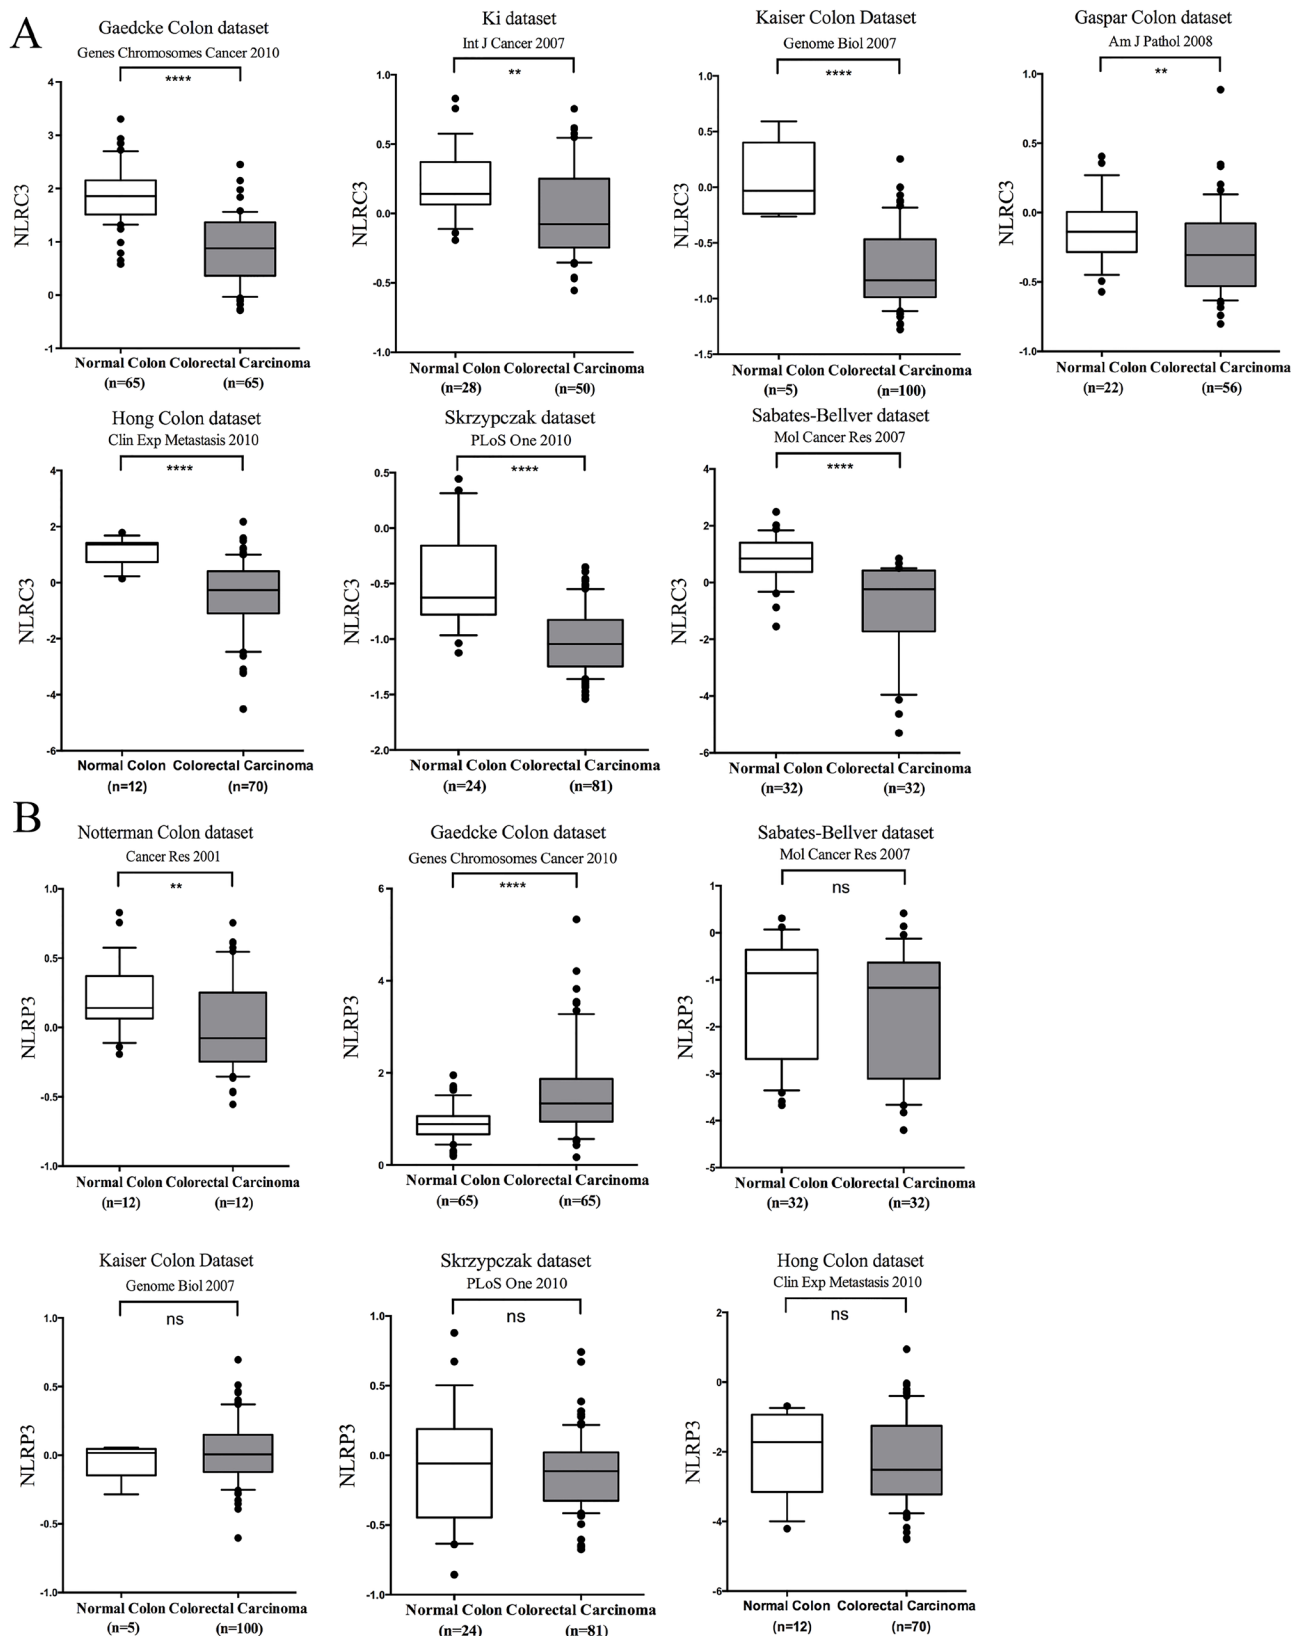 A
Gaedcke Colon dataset
Genes Chromosomes Cancer 2010
****
4
3
2
1
0
-1
NLRC3
Normal Colon Colorectal Carcinoma
(n=65) (n=65)
Ki dataset
Int J Cancer 2007
**
1.0
0.5
0.0
-0.5
-1.0
NLRC3
Normal Colon Colorectal Carcinoma
(n=28) (n=50)
Kaiser Colon Dataset
Genome Biol 2007
****
1.0
0.5
0.0
-0.5
-1.0
-1.5
NLRC3
Normal Colon Colorectal Carcinoma
(n=5) (n=100)
Gaspar Colon dataset
Am J Pathol 2008
**
1.0
0.5
0.0
-0.5
-1.0
NLRC3
Normal Colon Colorectal Carcinoma
(n=22) (n=56)
Hong Colon dataset
Clin Exp Metastasis 2010
****
4
2
0
-2
-4
-6
NLRC3
Normal Colon Colorectal Carcinoma
(n=12) (n=70)
Skrzypczak dataset
PLoS One 2010
****
0.5
0.0
-0.5
-1.0
-1.5
-2.0
NLRC3
Normal Colon Colorectal Carcinoma
(n=24) (n=81)
Sabates-Bellver dataset
Mol Cancer Res 2007
****
4
2
0
-2
-4
-6
NLRC3
Normal Colon Colorectal Carcinoma
(n=32) (n=32)
B
Notterman Colon dataset
Cancer Res 2001
**
1.0
0.5
0.0
-0.5
-1.0
NLRP3
Normal Colon Colorectal Carcinoma
(n=12) (n=12)
Gaedcke Colon dataset
Genes Chromosomes Cancer 2010
****
6
4
2
0
NLRP3
Normal Colon Colorectal Carcinoma
(n=65) (n=65)
Sabates-Bellver dataset
Mol Cancer Res 2007
ns
1
0
-1
-2
-3
-4
-5
NLRP3
Normal Colon Colorectal Carcinoma
(n=32) (n=32)
Kaiser Colon Dataset
Genome Biol 2007
ns
1.0
0.5
0.0
-0.5
-1.0
NLRP3
Normal Colon Colorectal Carcinoma
(n=5) (n=100)
Skrzypczak dataset
PLoS One 2010
ns
1.0
0.5
0.0
-0.5
-1.0
NLRP3
Normal Colon Colorectal Carcinoma
(n=24) (n=81)
Hong Colon dataset
Clin Exp Metastasis 2010
ns
2
0
-2
-4
-6
NLRP3
Normal Colon Colorectal Carcinoma
(n=12) (n=70)